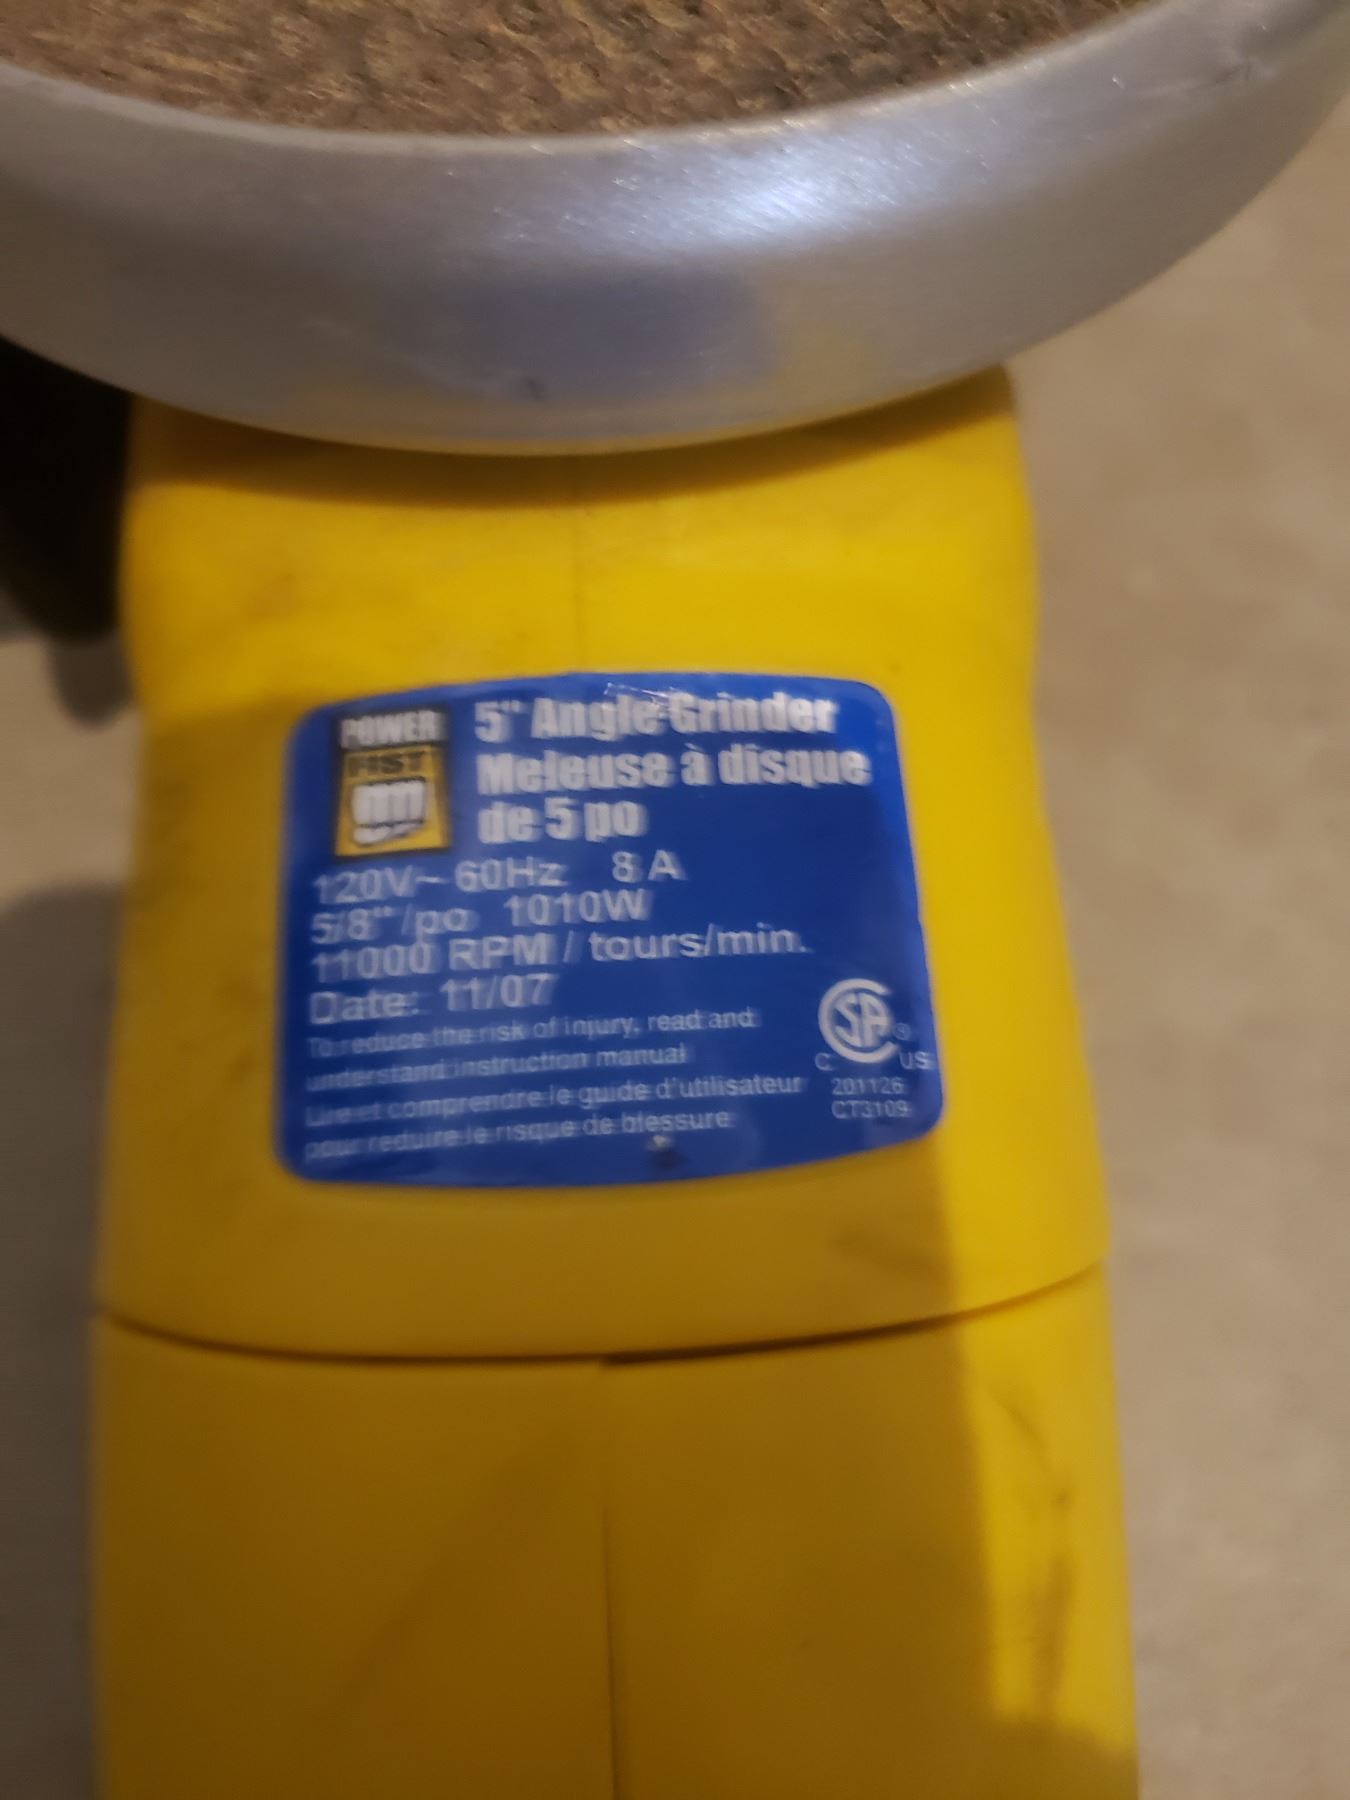 POWER
FIST
5" Angle Grinder
Meleuse à disque
de 5 po
120V~ 60Hz 8 A
5/8"/po 1010W
11000 RPM / tours/min.
Date: 11/07
To reduce the risk of injury, read and
understand instruction manual
Lire et comprendre le guide d'utilisateur
pour reduire le risque de blessure
CSA ®
C US
201126
CT3109